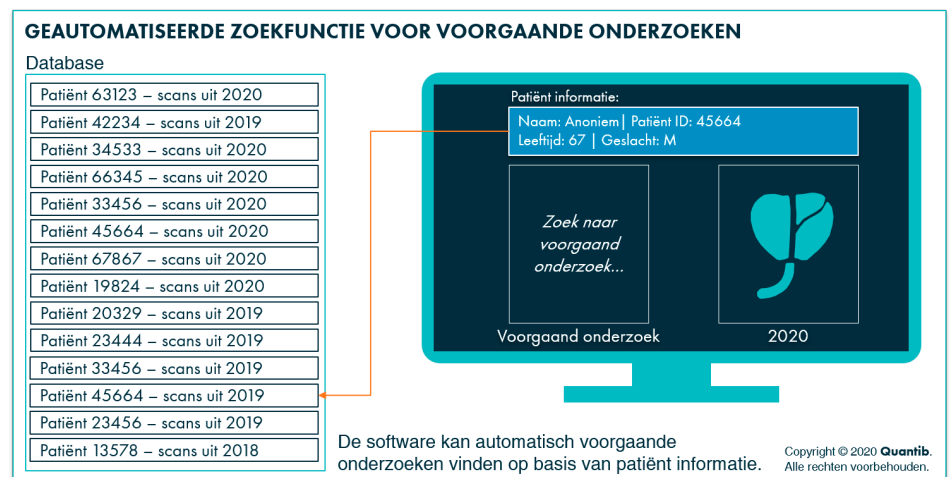 GEAUTOMATISEERDE ZOEKFUNCTIE VOOR VOORGAANDE ONDERZOEKEN
Database
Patiënt 63123 – scans uit 2020
Patiënt 42234 – scans uit 2019
Patiënt 34533 – scans uit 2020
Patiënt 66345 – scans uit 2020
Patiënt 33456 – scans uit 2020
Patiënt 45664 – scans uit 2020
Patiënt 67867 – scans uit 2020
Patiënt 19824 – scans uit 2020
Patiënt 20329 – scans uit 2019
Patiënt 23444 – scans uit 2019
Patiënt 33456 – scans uit 2019
Patiënt 45664 – scans uit 2019
Patiënt 23456 – scans uit 2019
Patiënt 13578 – scans uit 2018
Patiënt informatie:
Naam: Anoniem| Patiënt ID: 45664
Leeftijd: 67 | Geslacht: M
Zoek naar
voorgaand
onderzoek...
Voorgaand onderzoek
2020
De software kan automatisch voorgaande
onderzoeken vinden op basis van patiënt informatie.
Copyright © 2020 Quantib.
Alle rechten voorbehouden.